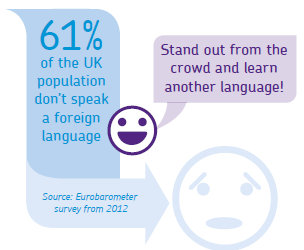 61%
of the UK
population
don't speak
a foreign
language
Stand out from the
crowd and learn
another language!
Source: Eurobarometer
survey from 2012